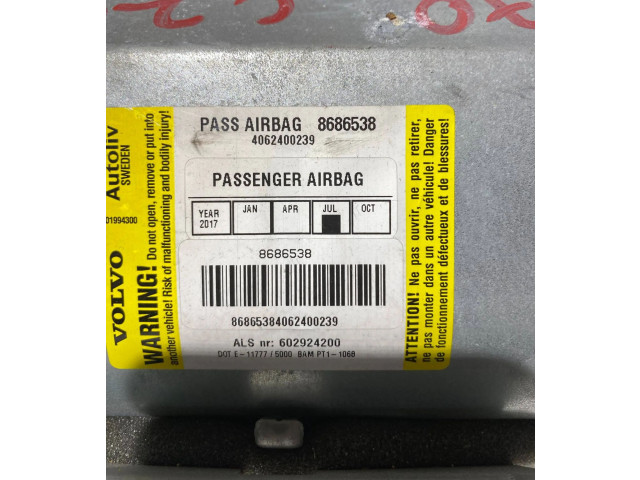 PASS AIRBAG 8686538
4062400239
PASSENGER AIRBAG
YEAR 2017 JAN APR JUL OCT
8686538
86865384062400239
ALS nr: 602924200
DOT E-11777 / 5000 BAM PT1-1068
VOLVO
Autoliv
SWEDEN
01994300
WARNING! Do not open, remove or put into
another vehicle! Risk of malfunctioning and bodily injury!
ATTENTION! Ne pas ouvrir, ne pas retirer,
ne pas monter dans un autre véhicule! Danger
de fonctionnement défectueux et de blessures!